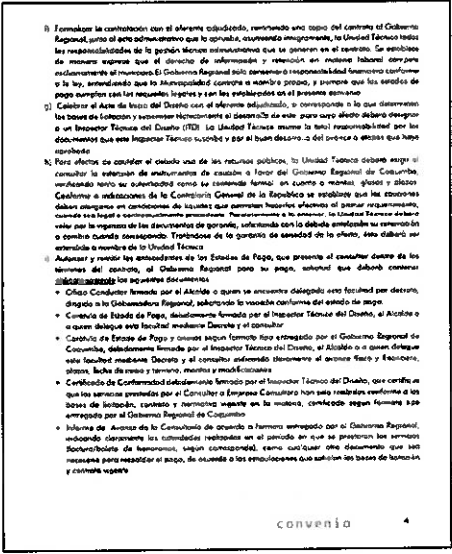 f) Formalizar la contratación con el oferente adjudicado, remitiendo una copia del contrato al Gobierno
Regional, junto al acto administrativo que lo aprueba, asumiendo íntegramente, la Unidad Técnica todas
las responsabilidades de la gestión técnica administrativa que se generen en el contrato. Se establece
de manera expresa que el derecho de información y retención en materia laboral compete
exclusivamente al municipio. El Gobierno Regional solo conserva responsabilidad financiera conforme
a la ley, entendiendo que la Municipalidad contrata a nombre propio, y siempre que los estados de
pago cumplan con los requisitos legales y con los establecidos en el presente convenio
g) Celebrar el Acta de Inicio del Diseño con el oferente adjudicado, o corresponda a lo que determinen
las bases de licitación y supervisar técnicamente el desarrollo de este para cuyo efecto deberá designar
a un Inspector Técnico del Diseño (ITD). La Unidad Técnica asume la total responsabilidad por los
documentos que este Inspector Técnico suscriba y por el buen desarrollo del avance o etapas que haya
aprobado
h) Para efectos de cautelar el debido uso de los recursos públicos, la Unidad Técnica deberá exigir al
consultor la extensión de instrumentos de caución a favor del Gobierno Regional de Coquimbo,
verificando tanto su autenticidad como su contenido formal en cuanto a montos, glosas y plazos.
Conforme a indicaciones de la Contraloría General de la República se establece que las cauciones
deben otorgarse en condiciones de liquidez que permitan hacerlas efectivas al primer requerimiento,
cuando sea legal o contractualmente procedente. Paralelamente a lo anterior, la Unidad Técnica deberá
velar por la vigencia de los documentos de garantía, solicitando con la debida antelación su renovación
o cambio cuando corresponda. Tratándose de la garantía de seriedad de la oferta, ésta deberá ser
extendida a nombre de la Unidad Técnica
i) Autorizar y remitir los antecedentes de los Estados de Pago, que presenta el consultor dentro de los
términos del contrato, al Gobierno Regional para su pago, solicitud que deberá contener
los siguientes documentos
• Oficio Conductor firmado por el Alcalde o quien se encuentre delegada esta facultad por decreto,
dirigido a la Gobernadora Regional, solicitando la visación conforme del estado de pago.
• Carátula de Estado de Pago, debidamente firmada por el Inspector Técnico del Diseño, el Alcalde o
a quien delegue esta facultad mediante Decreto y el consultor
• Carátula de Estado de Pago y anexos según formato tipo entregado por el Gobierno Regional de
Coquimbo, debidamente firmada por el Inspector Técnico del Diseño, el Alcalde o a quien delegue
esta facultad mediante Decreto y el consultor indicando claramente el avance físico y financiero,
plazos, fecha de inicio y término, montos y modificaciones
• Certificado de Conformidad debidamente firmado por el Inspector Técnico del Diseño, que certifique
que los servicios prestados por el Consultor o Empresa Consultora han sido realizados conforme a las
bases de licitación, contrato y normativa vigente en la materia, certificado según formato tipo
entregado por el Gobierno Regional de Coquimbo
• Informe de Avance de la Consultoría de acuerdo a formato entregado por el Gobierno Regional,
indicando claramente las actividades realizadas en el período en que se prestaron los servicios
(factura/boleta de honorarios, según corresponda), como cualquier otro documento que sea
necesario para respaldar el pago, de acuerdo a las estipulaciones que señalan las bases de licitación
y contrato vigente
convenio 4